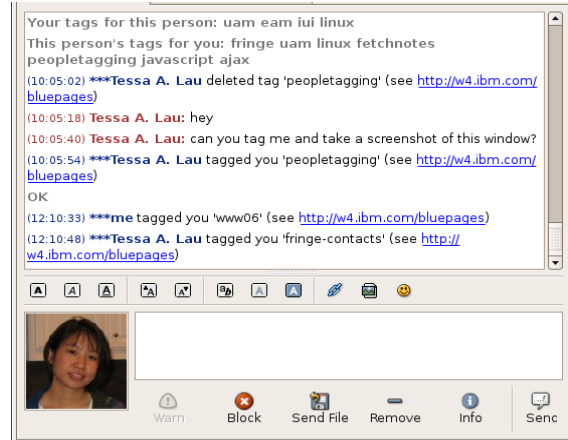 Your tags for this person: uam eam iui linux
This person's tags for you: fringe uam linux fetchnotes
peopletagging javascript ajax
(10:05:02) ***Tessa A. Lau deleted tag 'peopletagging' (see http://w4.ibm.com/
bluepages)
(10:05:18) Tessa A. Lau: hey
(10:05:40) Tessa A. Lau: can you tag me and take a screenshot of this window?
(10:05:54) ***Tessa A. Lau tagged you 'peopletagging' (see http://w4.ibm.com/
bluepages)
OK
(12:10:33) ***me tagged you 'www06' (see http://w4.ibm.com/bluepages)
(12:10:48) ***Tessa A. Lau tagged you 'fringe-contacts' (see http://
w4.ibm.com/bluepages)
A A A A A ab A A
Warn Block Send File Remove Info Senc